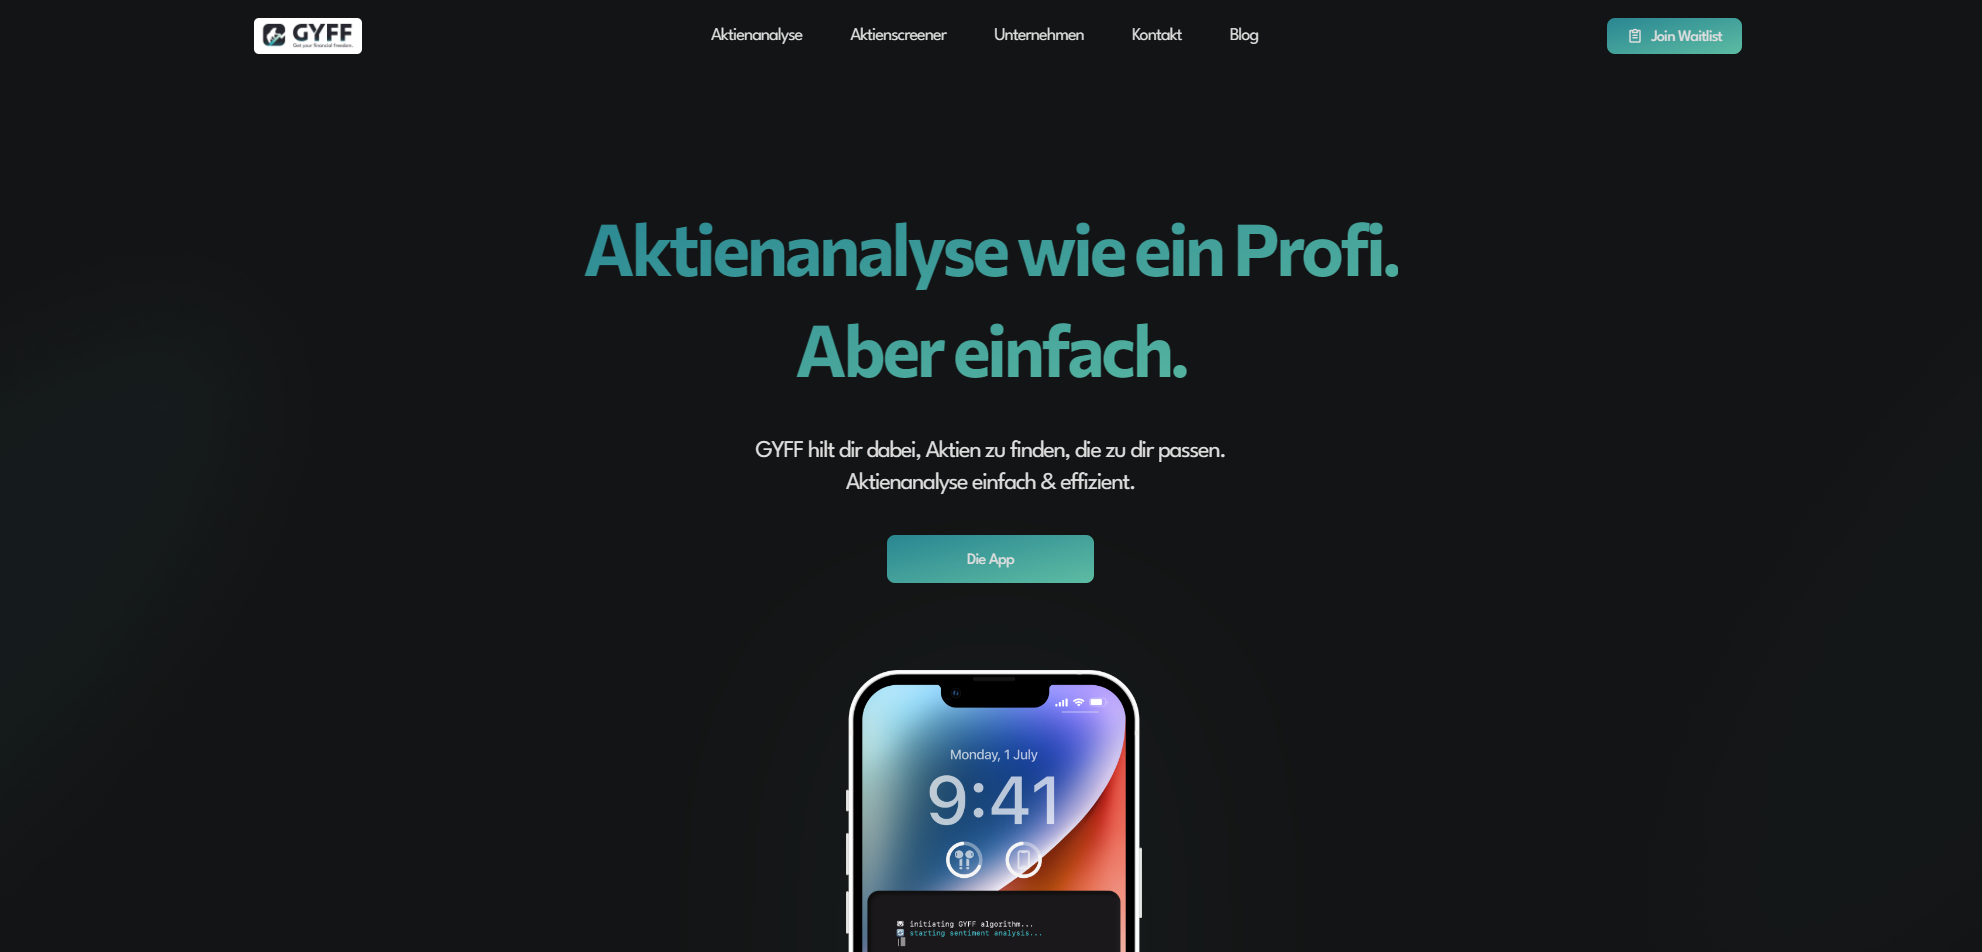 GYFF
Get your financial freedom.
Aktienanalyse
Aktienscreener
Unternehmen
Kontakt
Blog
Join Waitlist
Aktienanalyse wie ein Profi.
Aber einfach.
GYFF hilt dir dabei, Aktien zu finden, die zu dir passen.
Aktienanalyse einfach & effizient.
Die App
Monday, 1 July
9:41
initiating GYFF algorithm...
starting sentiment analysis...